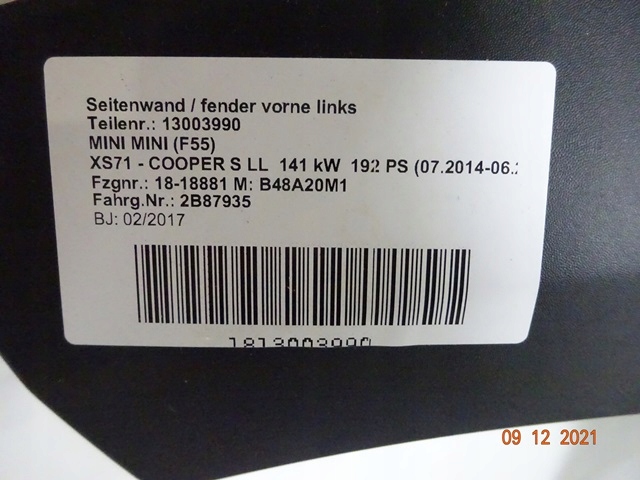 Seitenwand / fender vorne links
Teilenr.: 13003990
MINI MINI (F55)
XS71 - COOPER S LL 141 kW 192 PS (07.2014-06.
Fzgnr.: 18-18881 M: B48A20M1
Fahrg.Nr.: 2B87935
BJ: 02/2017
1813003990
09 12 2021